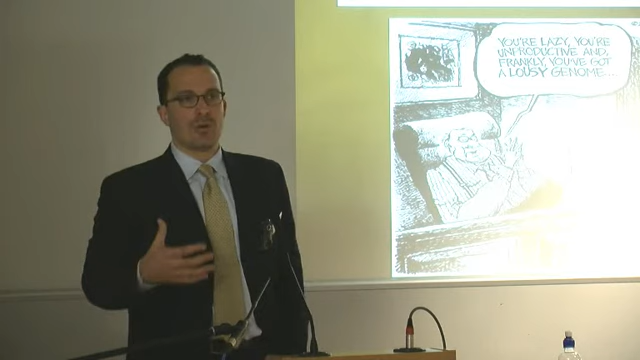 YOU'RE LAZY, YOU'RE
UNPRODUCTIVE AND,
FRANKLY, YOU'VE GOT
A LOUSY GENOME...